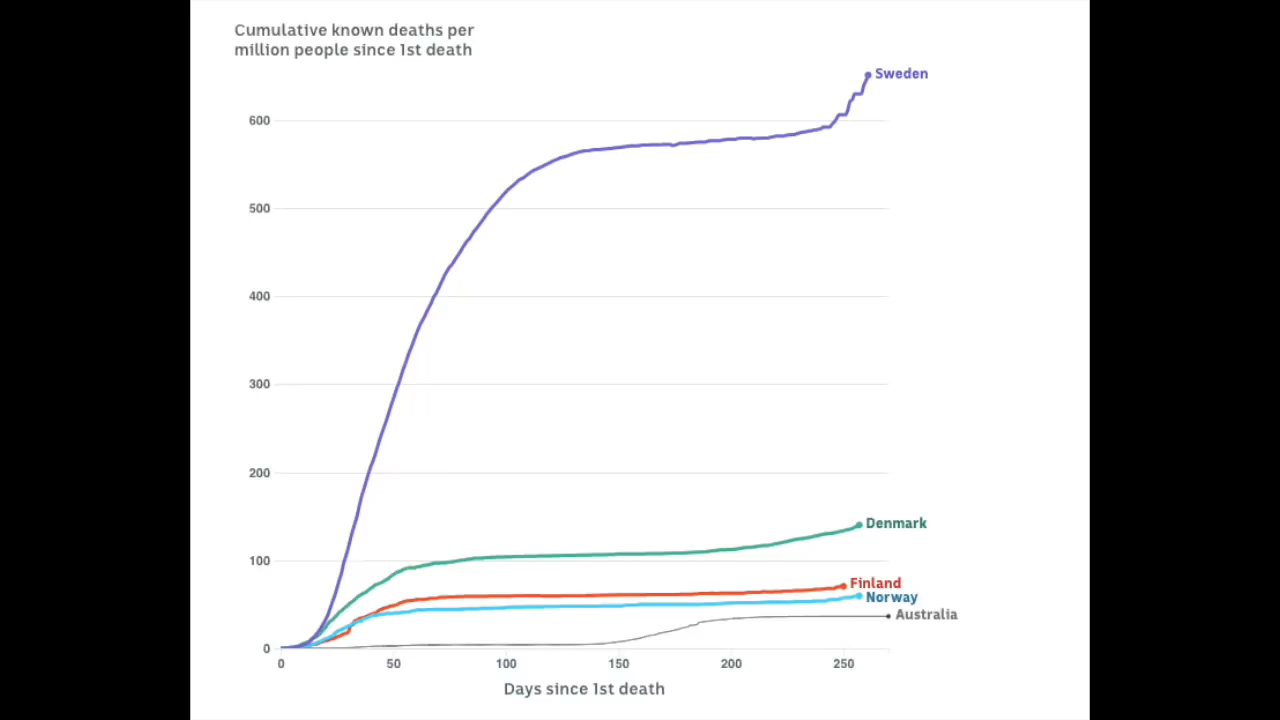 Cumulative known deaths per
million people since 1st death
Sweden
600
500
400
300
200
Denmark
100
Finland
Norway
Australia
0
0 50 100 150 200 250
Days since 1st death